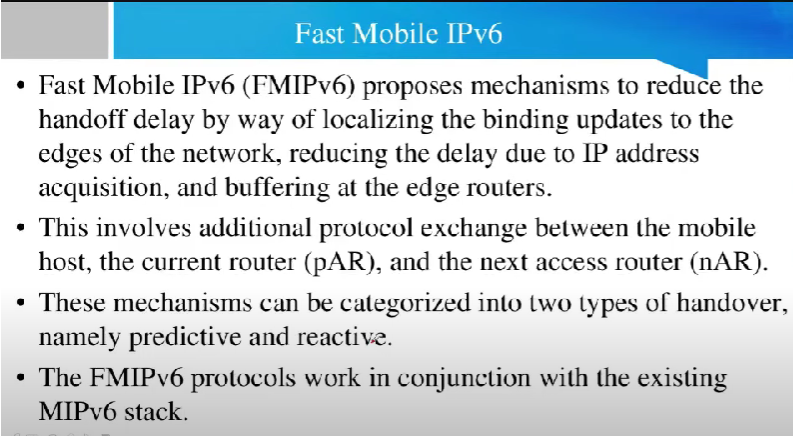 Fast Mobile IPv6
• Fast Mobile IPv6 (FMIPv6) proposes mechanisms to reduce the
handoff delay by way of localizing the binding updates to the
edges of the network, reducing the delay due to IP address
acquisition, and buffering at the edge routers.
• This involves additional protocol exchange between the mobile
host, the current router (pAR), and the next access router (nAR).
• These mechanisms can be categorized into two types of handover,
namely predictive and reactive.
• The FMIPv6 protocols work in conjunction with the existing
MIPv6 stack.